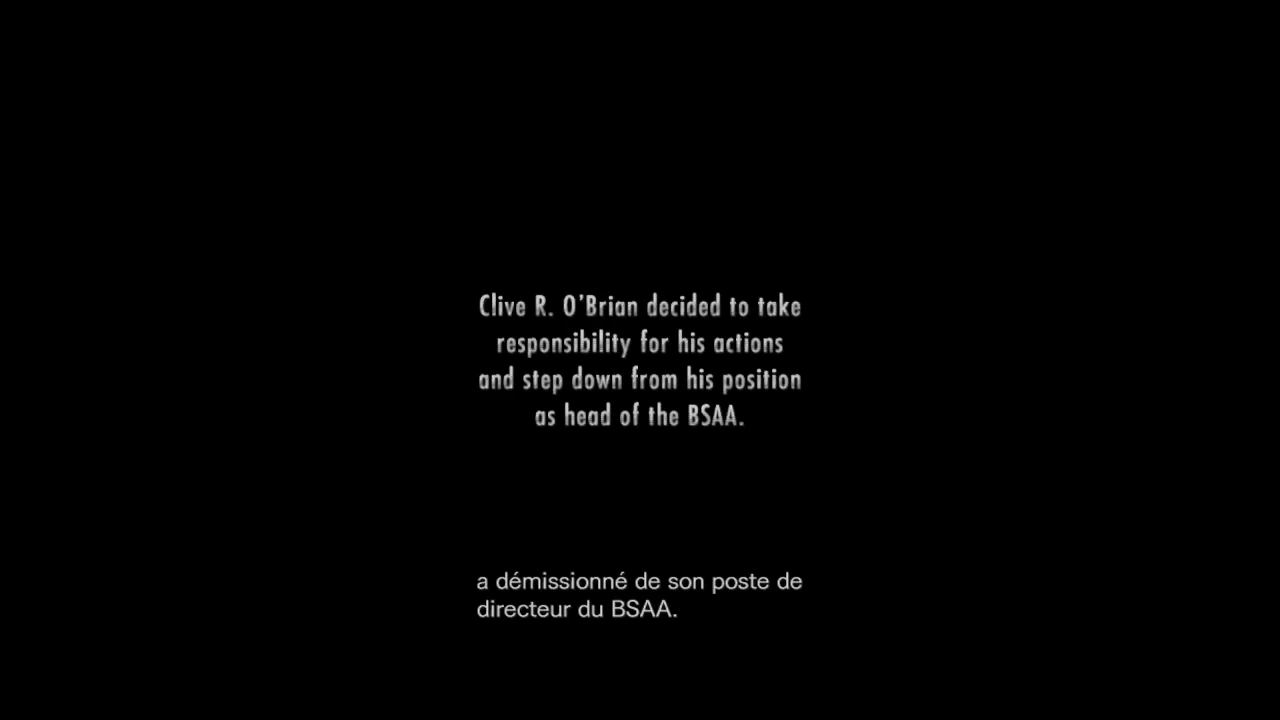 Clive R. O'Brian decided to take
responsibility for his actions
and step down from his position
as head of the BSAA.
a démissionné de son poste de
directeur du BSAA.